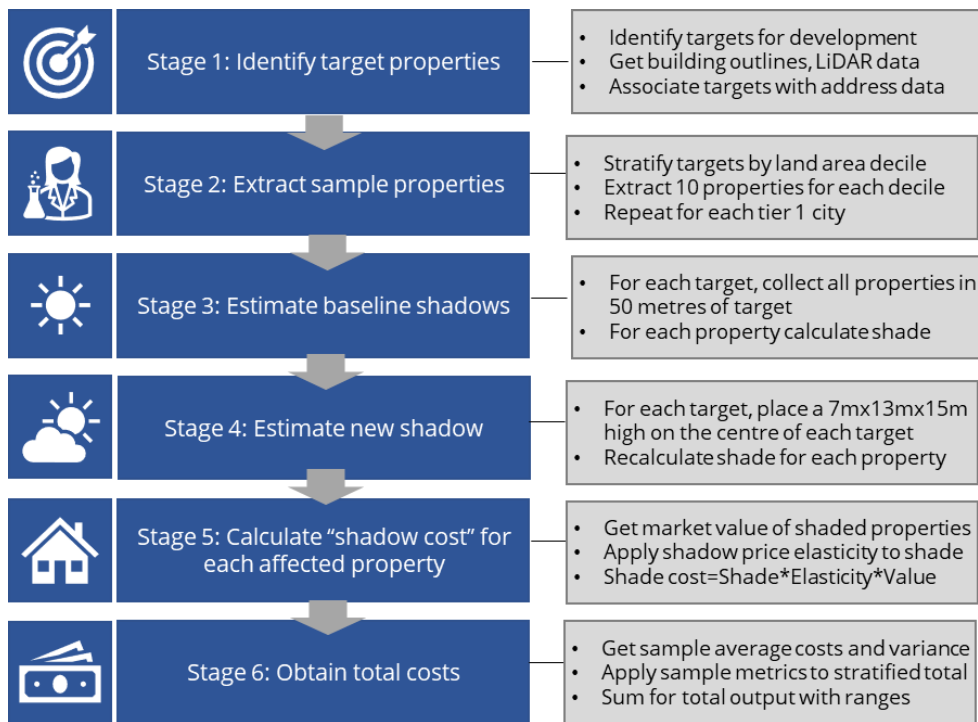 Stage 1: Identify target properties
• Identify targets for development
• Get building outlines, LiDAR data
• Associate targets with address data
Stage 2: Extract sample properties
• Stratify targets by land area decile
• Extract 10 properties for each decile
• Repeat for each tier 1 city
Stage 3: Estimate baseline shadows
• For each target, collect all properties in
50 metres of target
• For each property calculate shade
Stage 4: Estimate new shadow
• For each target, place a 7mx13mx15m
high on the centre of each target
• Recalculate shade for each property
Stage 5: Calculate “shadow cost” for
each affected property
• Get market value of shaded properties
• Apply shadow price elasticity to shade
• Shade cost=Shade*Elasticity*Value
Stage 6: Obtain total costs
• Get sample average costs and variance
• Apply sample metrics to stratified total
• Sum for total output with ranges